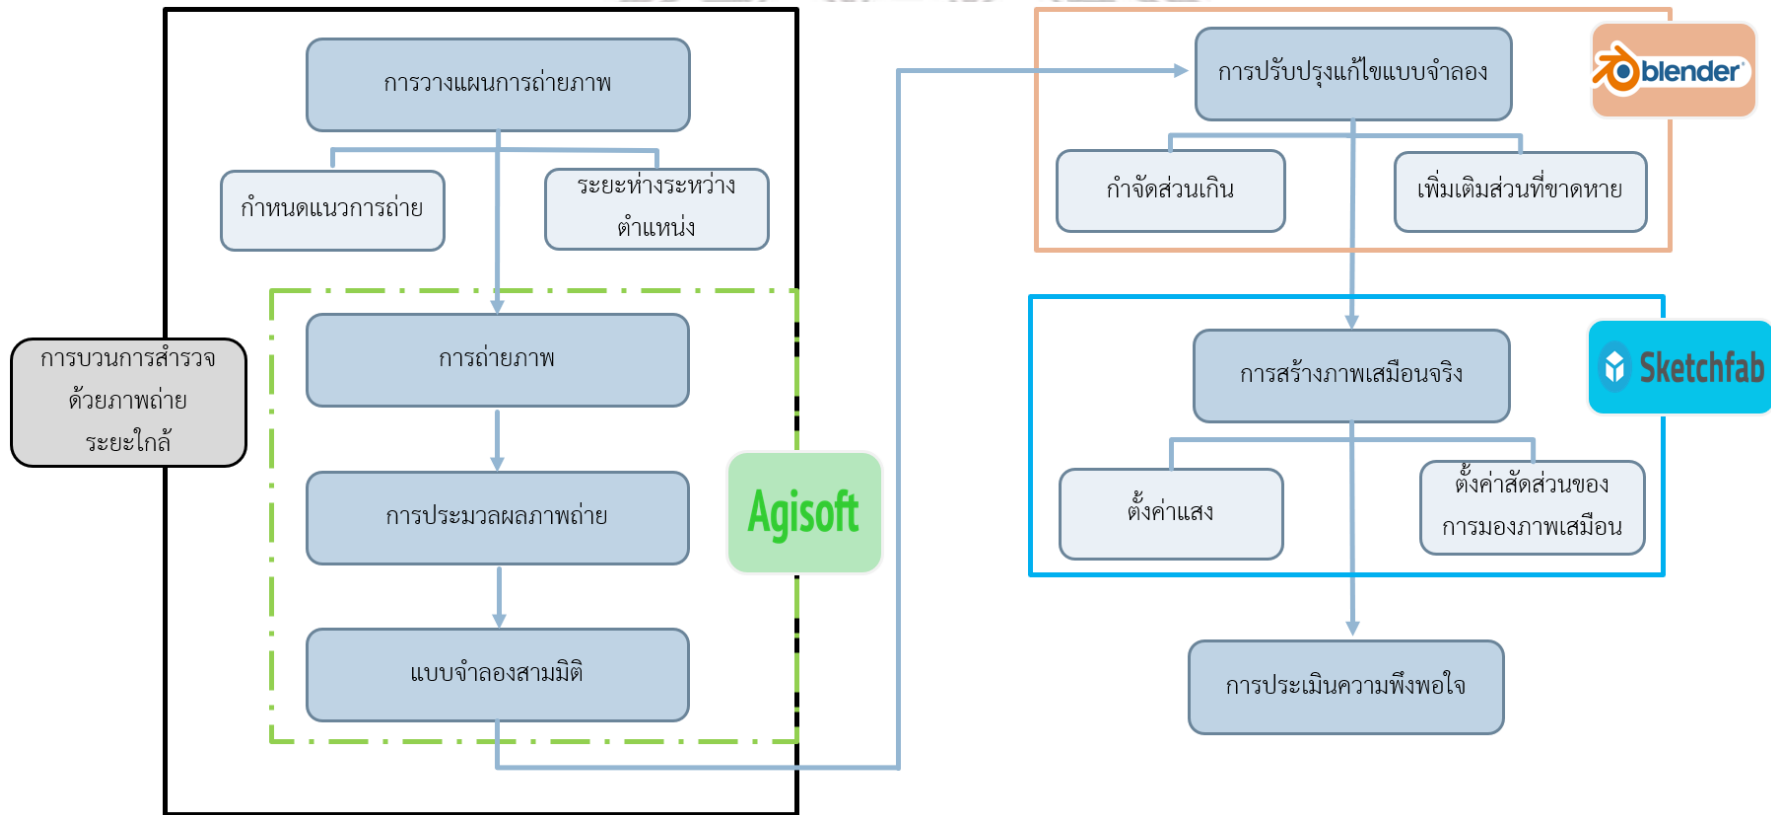 การวางแผนการถ่ายภาพ
กำหนดแนวการถ่าย
ระยะห่างระหว่าง
ตำแหน่ง
การถ่ายภาพ
การบวนการสำรวจ
ด้วยภาพถ่าย
ระยะใกล้
การประมวลผลภาพถ่าย
Agisoft
แบบจำลองสามมิติ
การปรับปรุงแก้ไขแบบจำลอง
blender
กำจัดส่วนเกิน
เพิ่มเติมส่วนที่ขาดหาย
การสร้างภาพเสมือนจริง
Sketchfab
ตั้งค่าแสง
ตั้งค่าสัดส่วนของ
การมองภาพเสมือน
การประเมินความพึงพอใจ